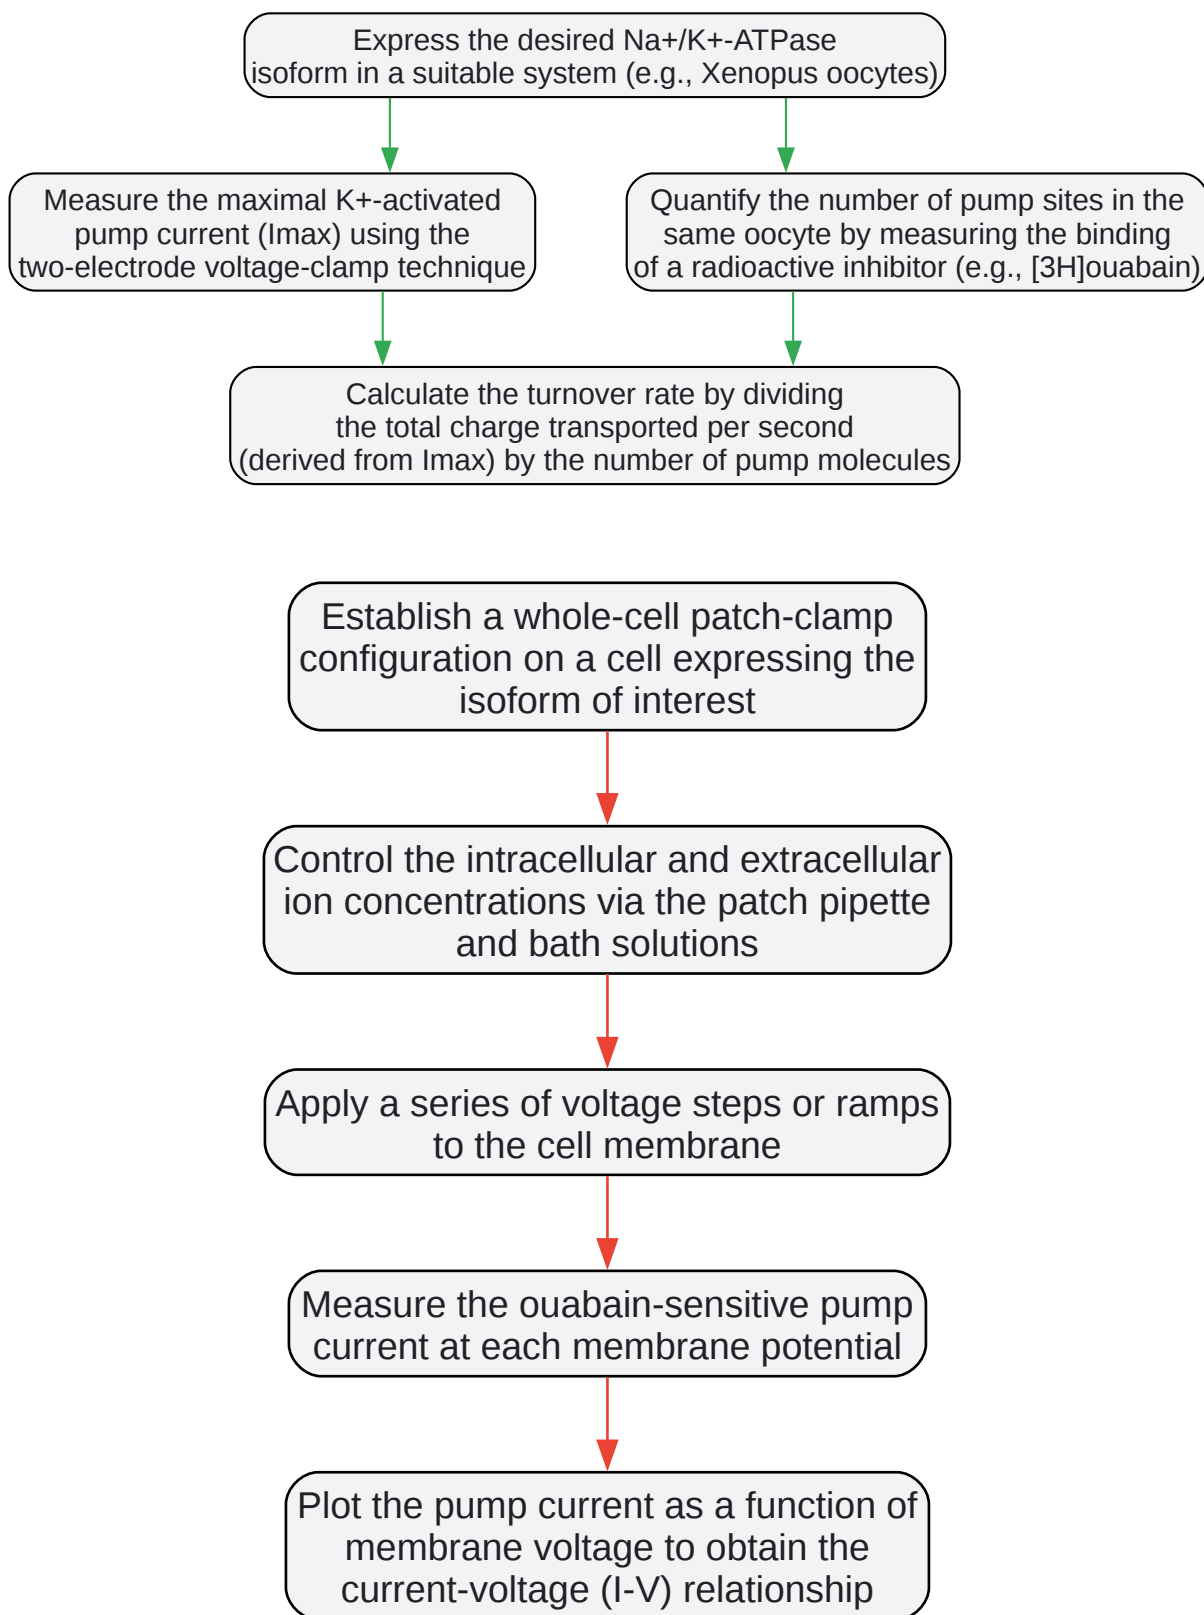 Express the desired Na+/K+-ATPase
isoform in a suitable system (e.g., Xenopus oocytes)
Measure the maximal K+-activated
pump current (Imax) using the
two-electrode voltage-clamp technique
Quantify the number of pump sites in the
same oocyte by measuring the binding
of a radioactive inhibitor (e.g., [3H]ouabain)
Calculate the turnover rate by dividing
the total charge transported per second
(derived from Imax) by the number of pump molecules
Establish a whole-cell patch-clamp
configuration on a cell expressing the
isoform of interest
Control the intracellular and extracellular
ion concentrations via the patch pipette
and bath solutions
Apply a series of voltage steps or ramps
to the cell membrane
Measure the ouabain-sensitive pump
current at each membrane potential
Plot the pump current as a function of
membrane voltage to obtain the
current-voltage (I-V) relationship